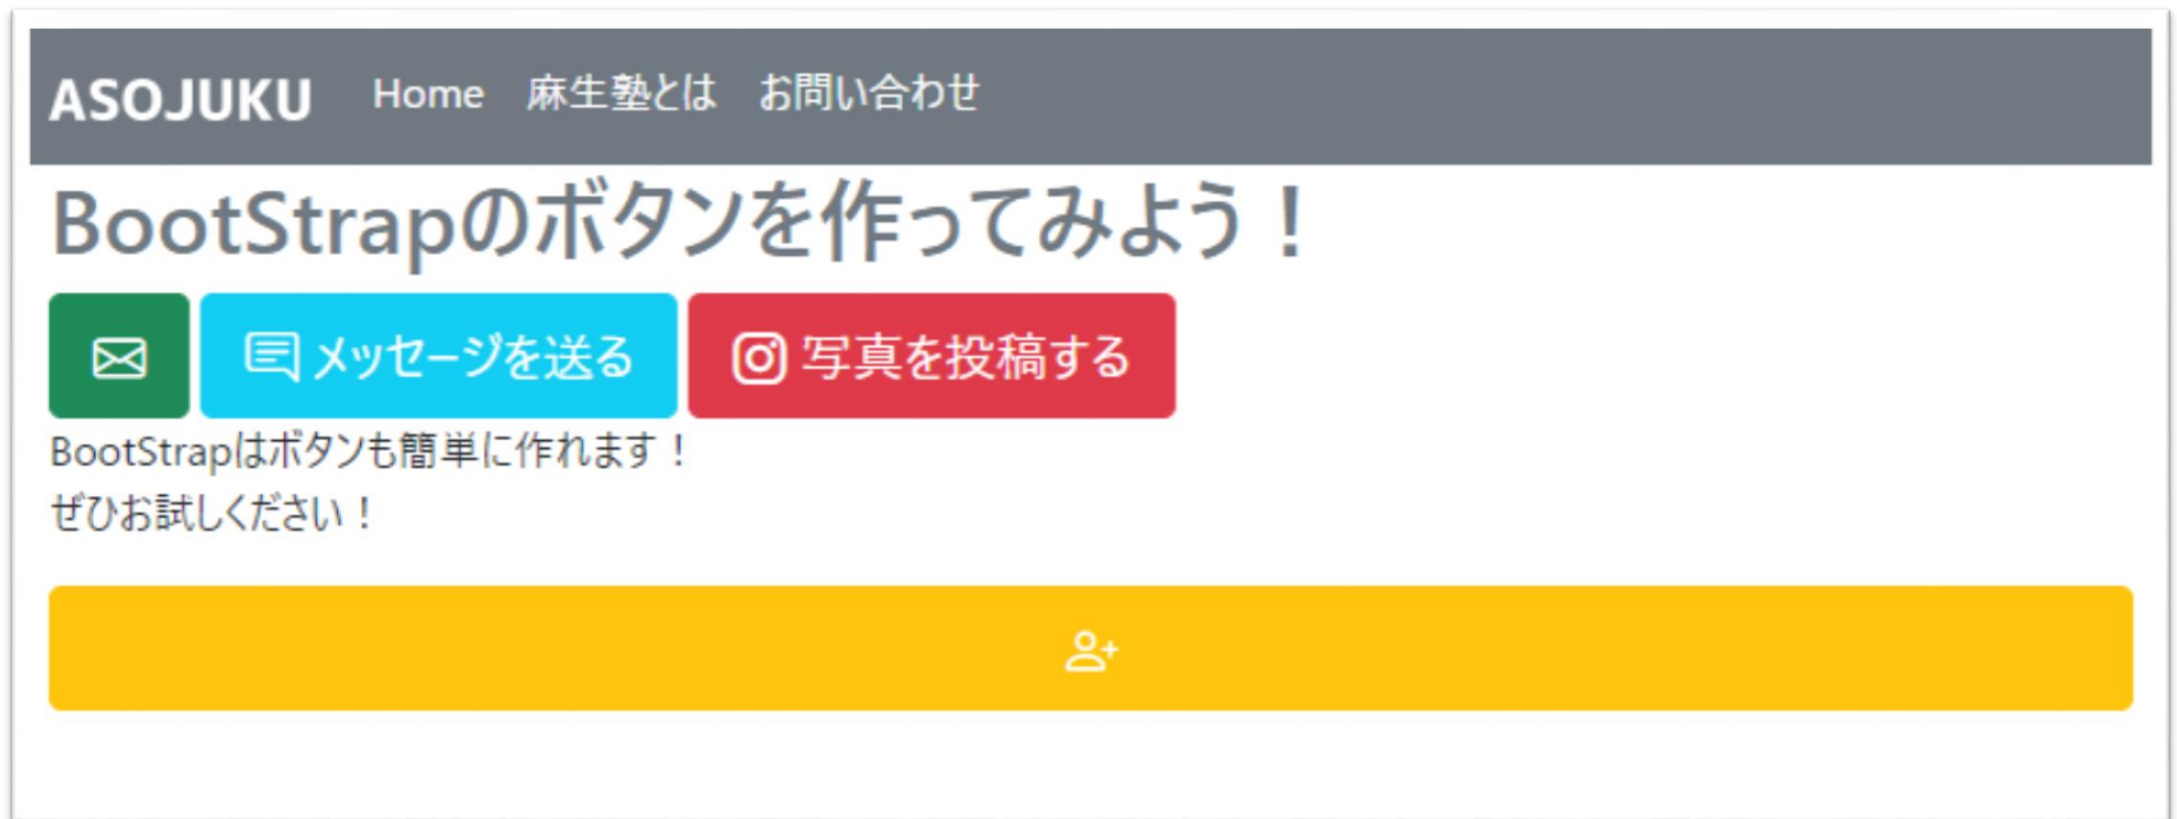 ASOJUKU Home 麻生塾とは お問い合わせ
BootStrapのボタンを作ってみよう！
メッセージを送る 写真を投稿する
BootStrapはボタンも簡単に作れます！
ぜひお試しください！